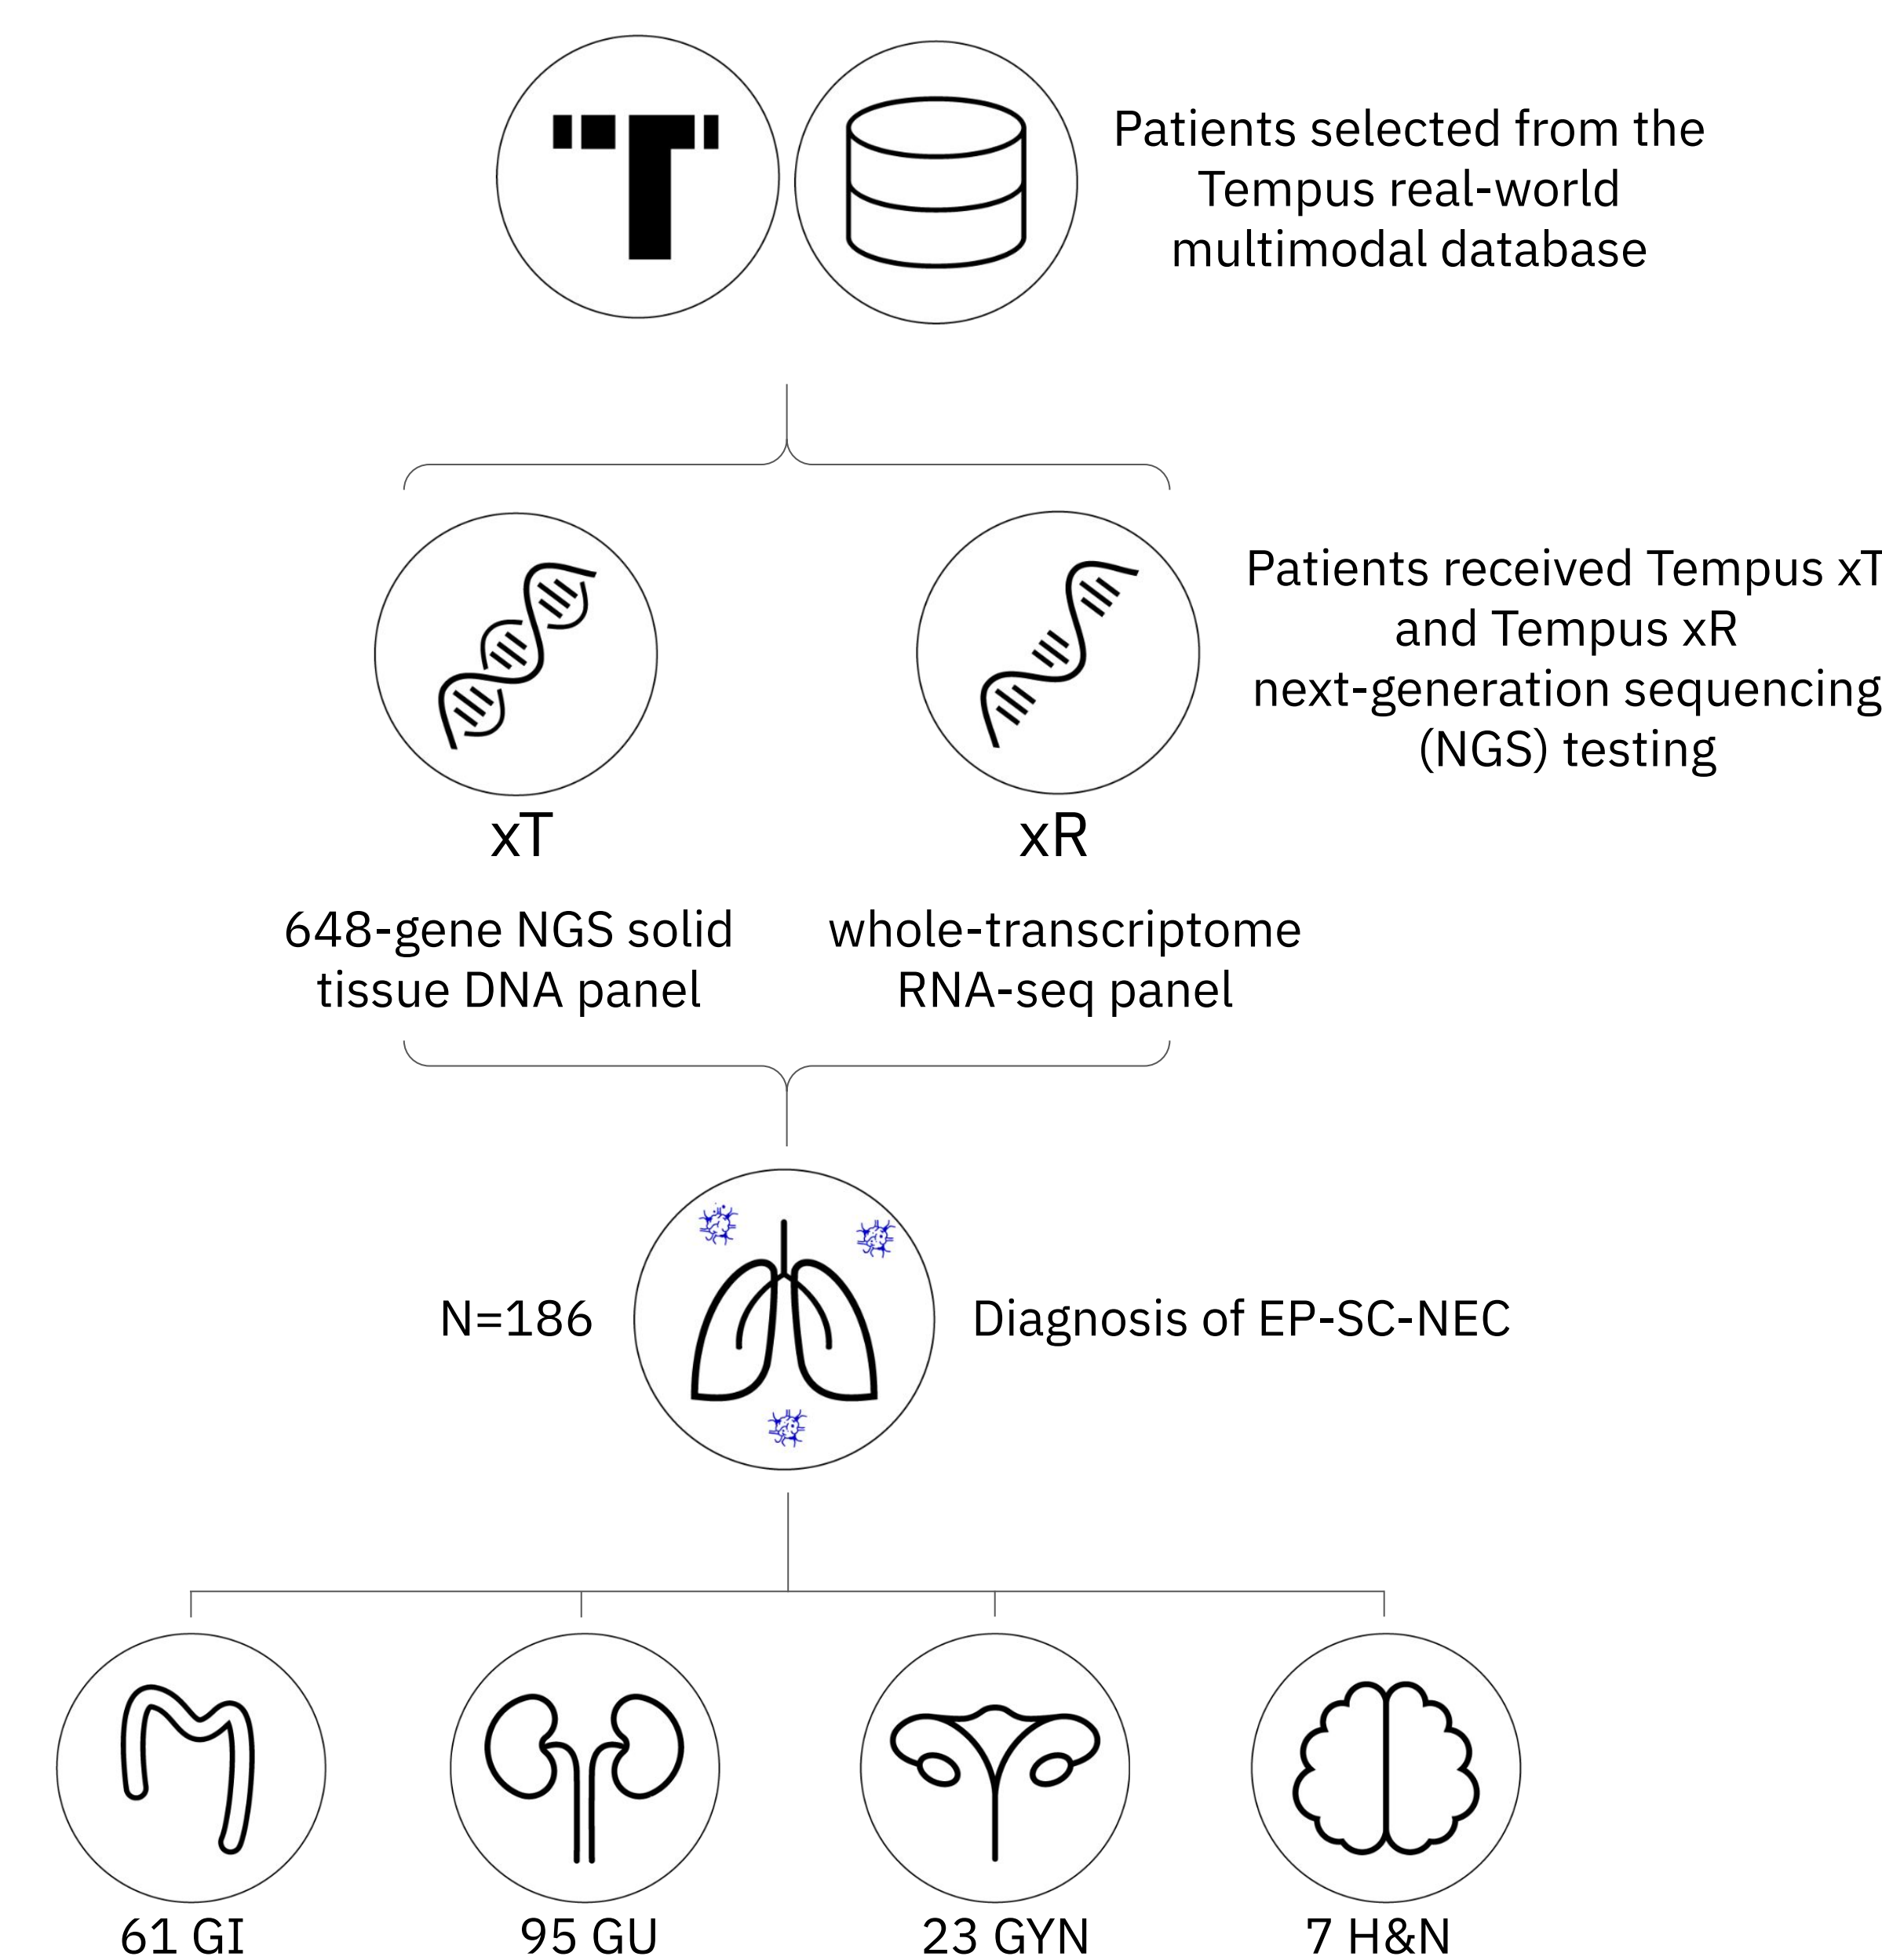 Patients selected from the
Tempus real-world
multimodal database
Patients received Tempus xT
and Tempus xR
next-generation sequencing
(NGS) testing
xT
xR
648-gene NGS solid
tissue DNA panel
whole-transcriptome
RNA-seq panel
N=186
Diagnosis of EP-SC-NEC
61 GI
95 GU
23 GYN
7 H&N